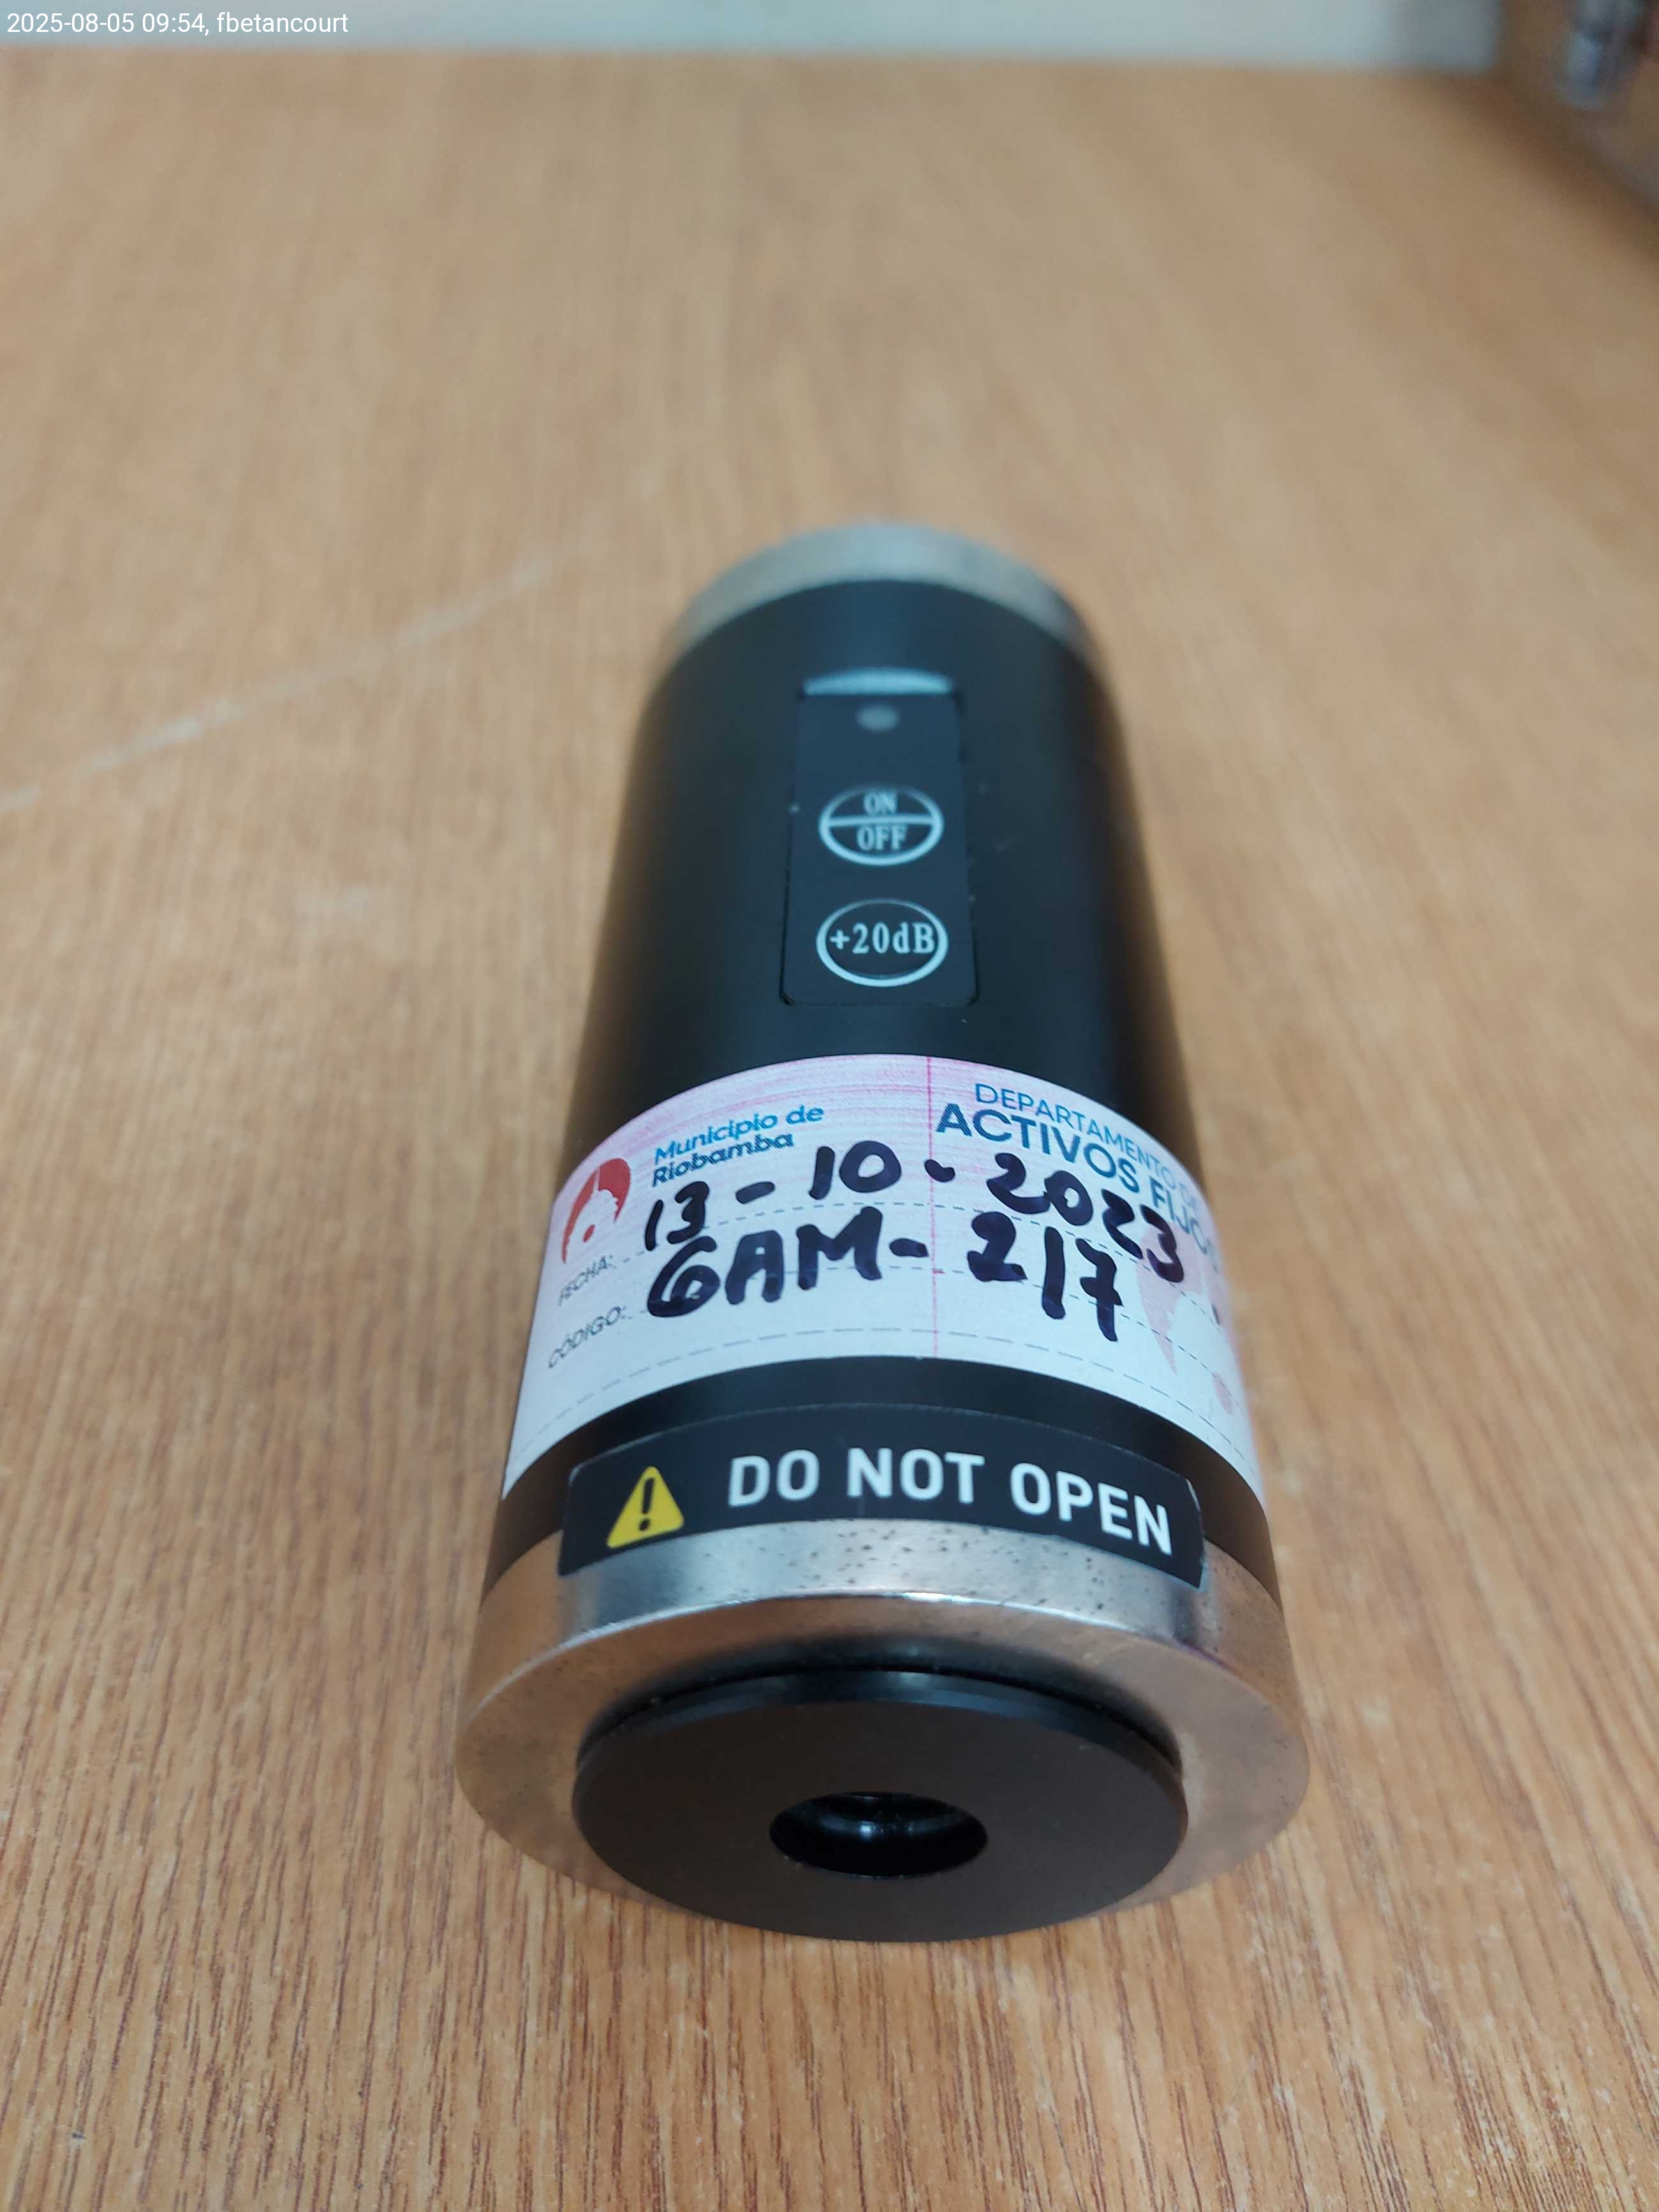 2025-08-05 09:54, fbetancourt
ON
OFF
+20dB
Municipio de
Riobamba
DEPARTAMENTO DE
ACTIVOS FIJOS
FECHA: 13-10-2023
CÓDIGO: GAM-217
DO NOT OPEN